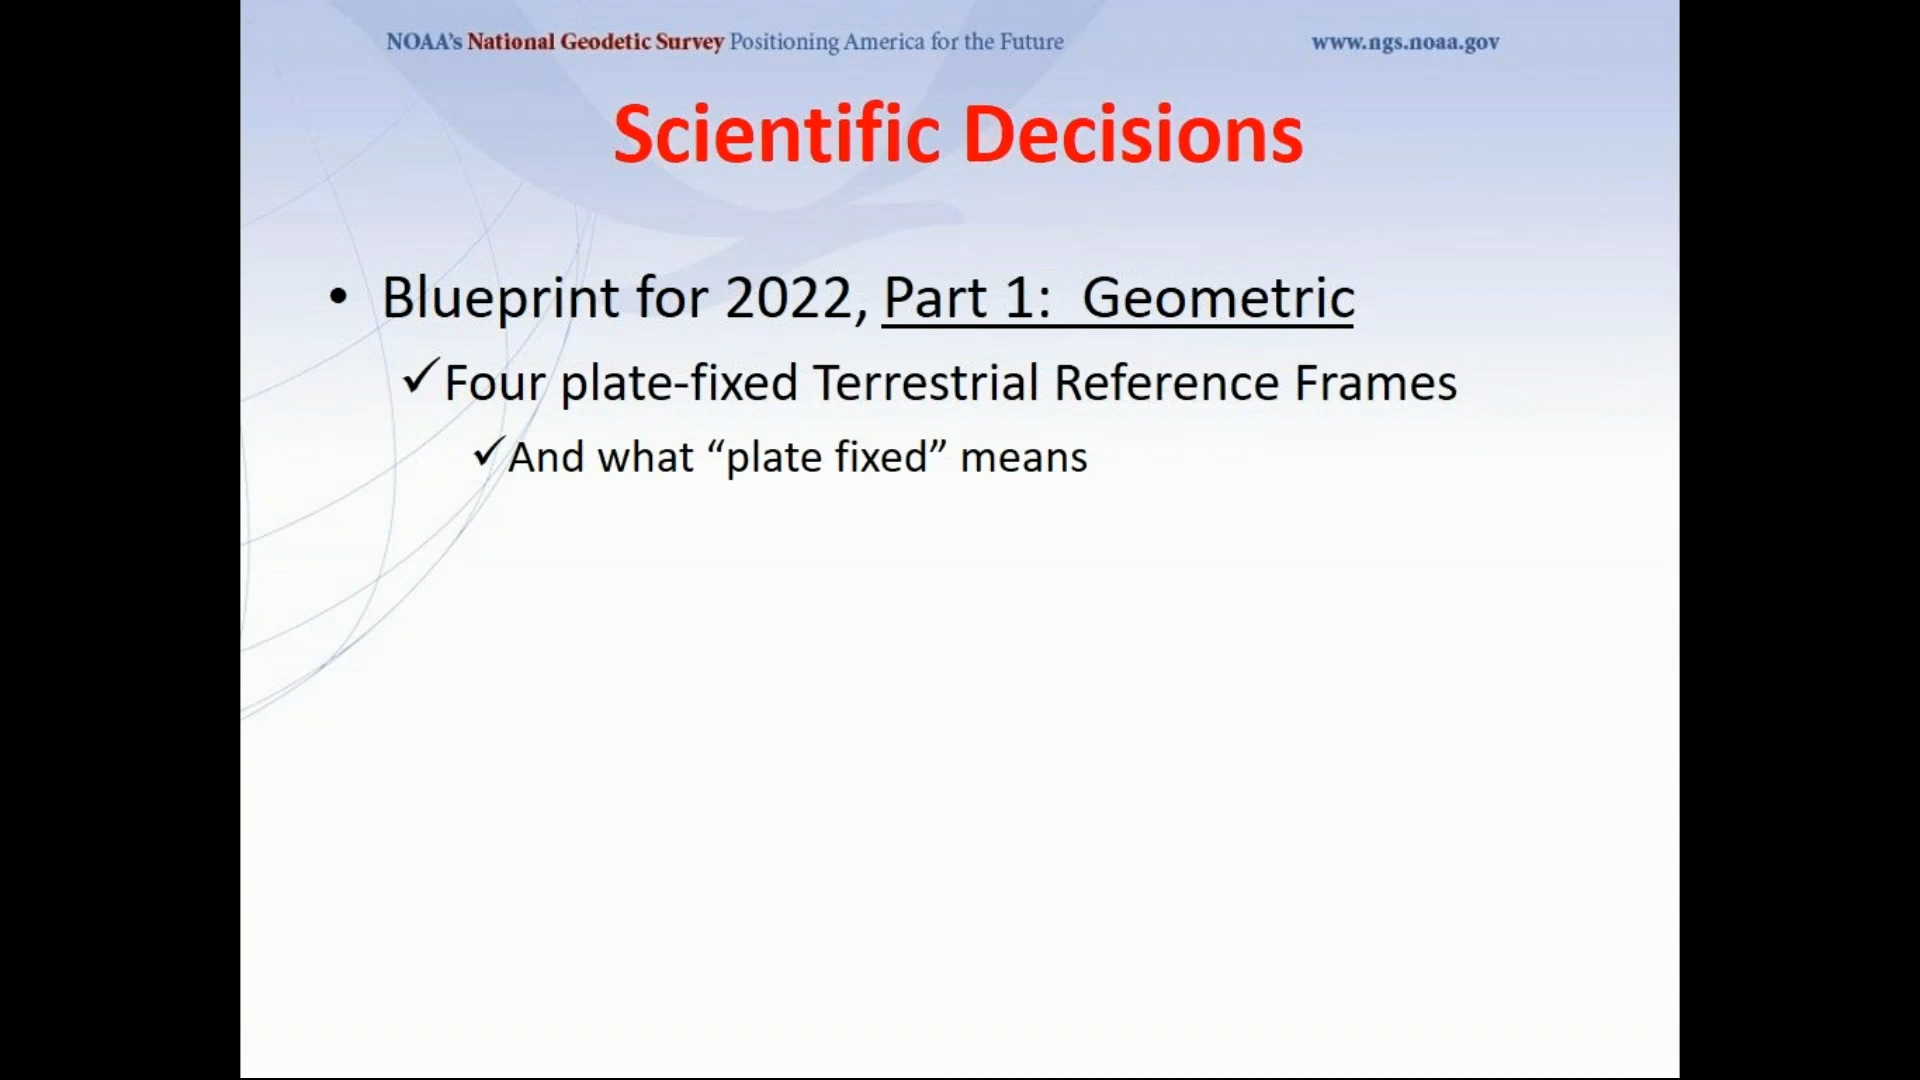 NOAA's National Geodetic Survey Positioning America for the Future www.ngs.noaa.gov
Scientific Decisions
• Blueprint for 2022, Part 1: Geometric
✓Four plate-fixed Terrestrial Reference Frames
✓And what “plate fixed” means